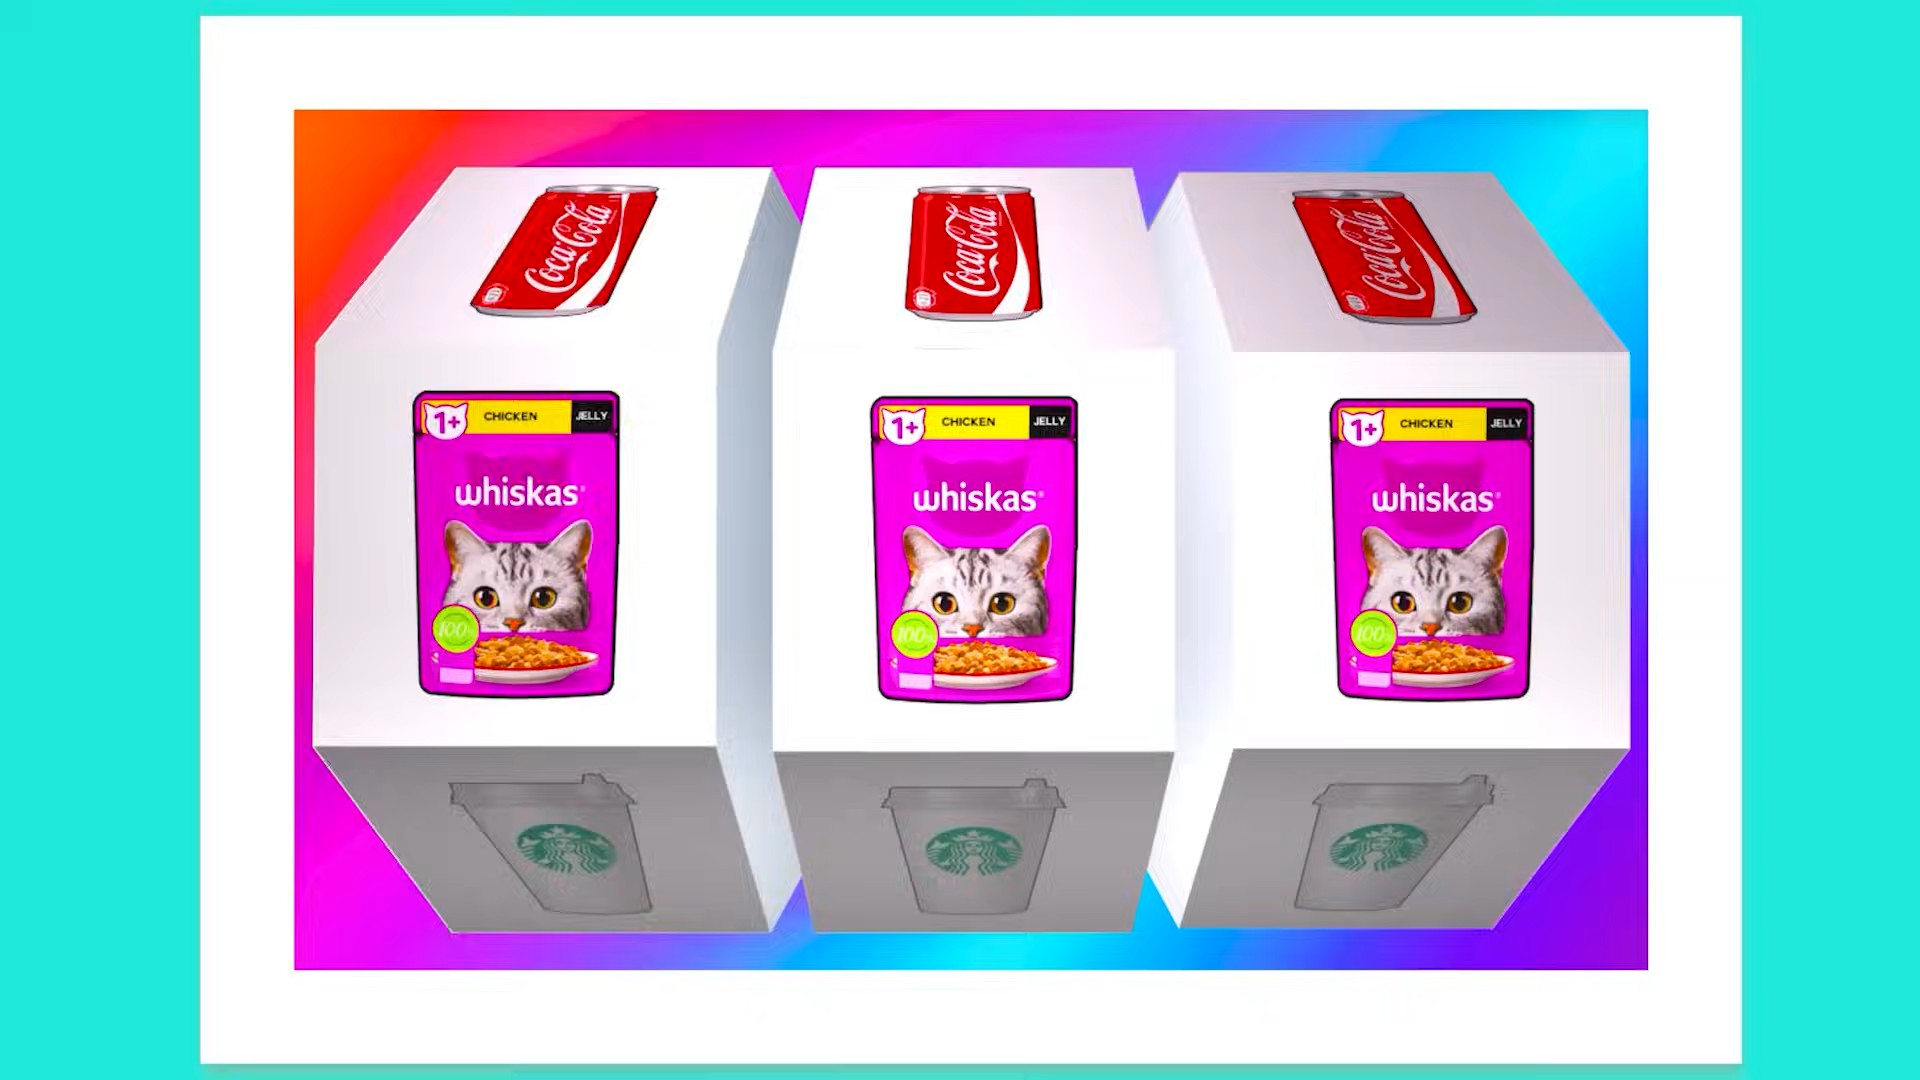 Coca-Cola
Coca-Cola
Coca-Cola
1+ CHICKEN JELLY
whiskas
100%
1+ CHICKEN JELLY
whiskas
100%
1+ CHICKEN JELLY
whiskas
100%